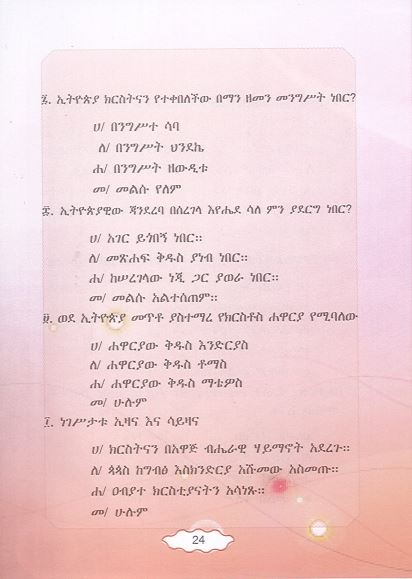 ፯. ኢትዮጵያ ክርስትናን የተቀበለችው በማን ዘመን መንግሥት ነበር?
ሀ/ በንግሥተ ሳባ
ለ/ በንግሥት ህንደኬ
ሐ/ በንግሥት ዘውዲቱ
መ/ መልሱ የለም
፰. ኢትዮጵያዊው ጃንደረባ በሰረገላ እየሔደ ሳለ ምን ያደርግ ነበር?
ሀ/ አገር ይጎበኝ ነበር።
ለ/ መጽሐፍ ቅዱስ ያነብ ነበር።
ሐ/ ከሠረገላው ነጂ ጋር ያወራ ነበር።
መ/ መልሱ አልተሰጠም።
፱. ወደ ኢትዮጵያ መጥቶ ያስተማረ የክርስቶስ ሐዋርያ የሚባለው
ሀ/ ሐዋርያው ቅዱስ እንድርያስ
ለ/ ሐዋርያው ቅዱስ ቶማስ
ሐ/ ሐዋርያው ቅዱስ ማቴዎስ
መ/ ሁሉም
፲. ነገሥታቱ ኢዛና እና ሳይዛና
ሀ/ ክርስትናን በአዋጅ ብሔራዊ ሃይማኖት አደረጉ።
ለ/ ጳጳስ ከግብፅ እስክንድርያ አሹመው አስመጡ።
ሐ/ ዐብያተ ክርስቲያናትን አሳነጹ።
መ/ ሁሉም
24